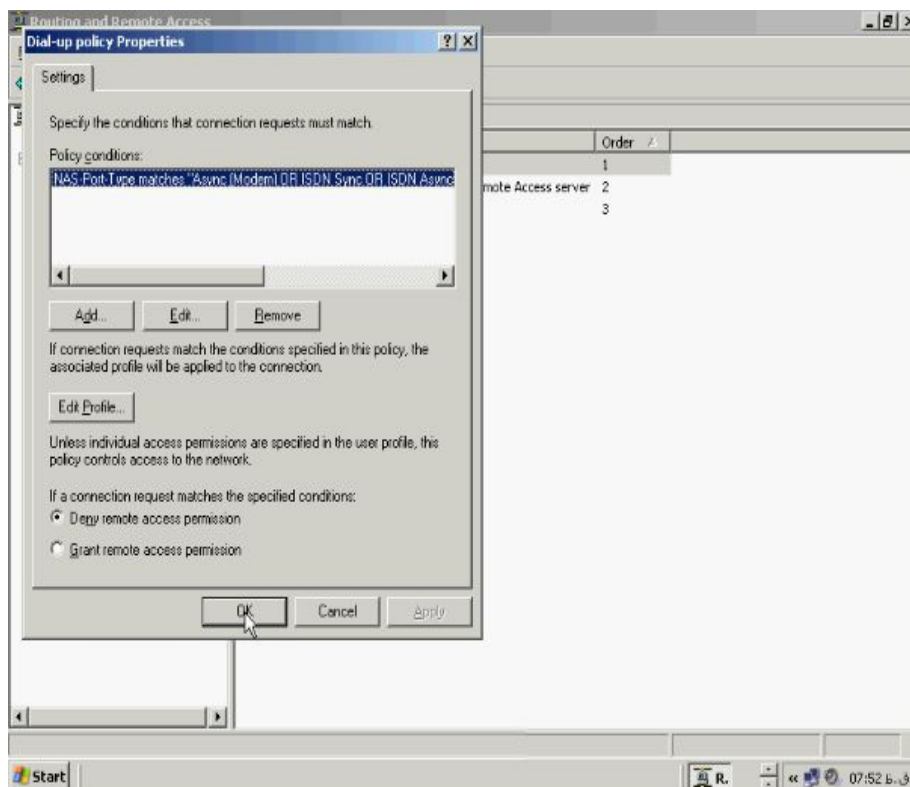 Routing and Remote Access
Dial-up policy Properties
Settings
Specify the conditions that connection requests must match.
Policy conditions:
NAS-Port-Type matches "Async (Modem) OR ISDN Sync OR ISDN Async
Add...
Edit...
Remove
If connection requests match the conditions specified in this policy, the
associated profile will be applied to the connection.
Edit Profile...
Unless individual access permissions are specified in the user profile, this
policy controls access to the network.
If a connection request matches the specified conditions:
Deny remote access permission
Grant remote access permission
OK
Cancel
Apply
Order
1
mote Access server 2
3
Start
R.
07:52 ق.ظ